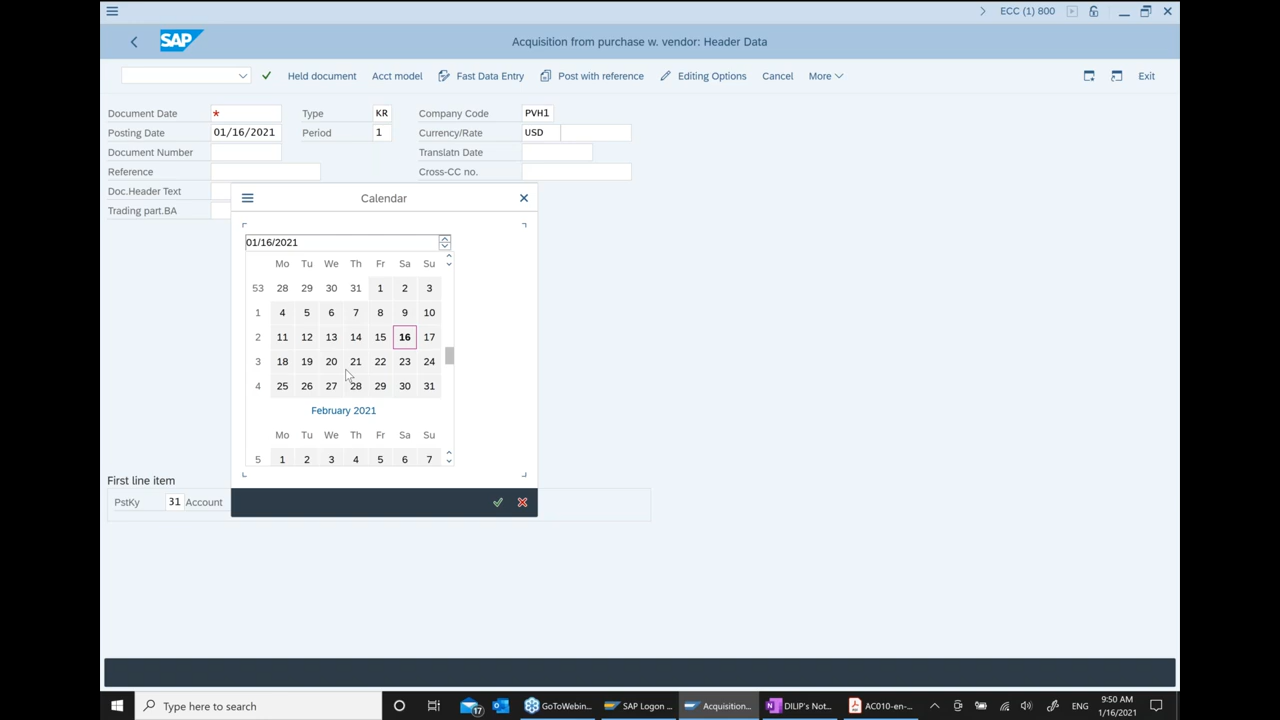 ECC (1) 800
SAP
Acquisition from purchase w. vendor: Header Data
Held document Acct model Fast Data Entry Post with reference Editing Options Cancel More Exit
Document Date * Type KR Company Code PVH1
Posting Date 01/16/2021 Period 1 Currency/Rate USD
Document Number Translatn Date
Reference Cross-CC no.
Doc.Header Text
Trading part.BA
Calendar
01/16/2021
Mo Tu We Th Fr Sa Su
53 28 29 30 31 1 2 3
1 4 5 6 7 8 9 10
2 11 12 13 14 15 16 17
3 18 19 20 21 22 23 24
4 25 26 27 28 29 30 31
February 2021
Mo Tu We Th Fr Sa Su
5 1 2 3 4 5 6 7
First line item
PstKy 31 Account
Type here to search
17
GoToWebin...
SAP Logon ...
Acquisition...
DILIP's Not...
AC010-en-...
ENG
9:50 AM
1/16/2021